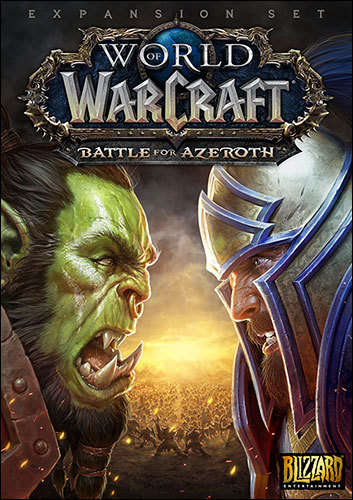 EXPANSION SET
WORLD
OF
WARCRAFT
BATTLE FOR AZEROTH
BLIZZARD
ENTERTAINMENT